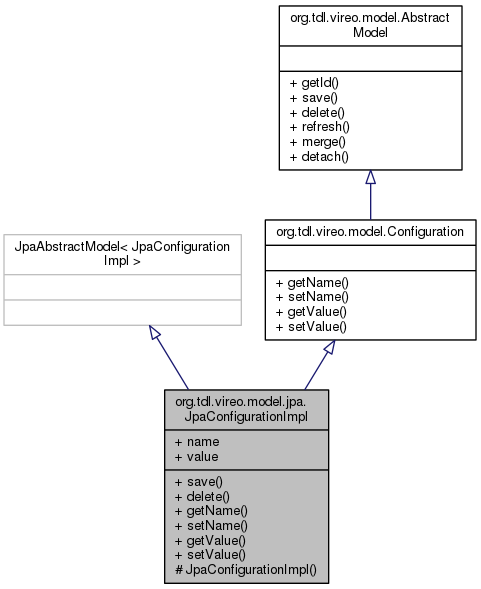 org.tdl.vireo.model.Abstract
Model
+ getId()
+ save()
+ delete()
+ refresh()
+ merge()
+ detach()
JpaAbstractModel< JpaConfiguration
Impl >
org.tdl.vireo.model.Configuration
+ getName()
+ setName()
+ getValue()
+ setValue()
org.tdl.vireo.model.jpa.
JpaConfigurationImpl
+ name
+ value
+ save()
+ delete()
+ getName()
+ setName()
+ getValue()
+ setValue()
# JpaConfigurationImpl()